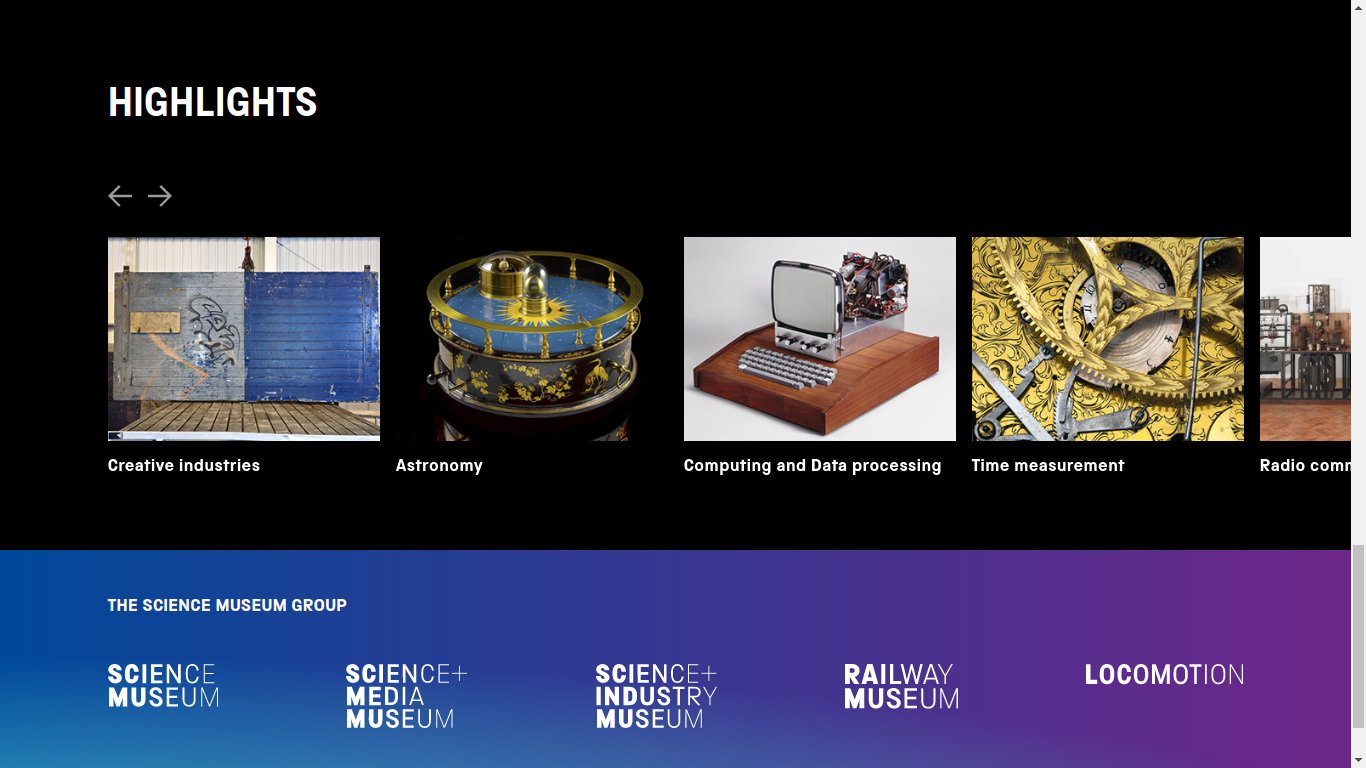 HIGHLIGHTS
Creative industries
Astronomy
Computing and Data processing
Time measurement
Radio comm
THE SCIENCE MUSEUM GROUP
SCIENCE
MUSEUM
SCIENCE+
MEDIA
MUSEUM
SCIENCE+
INDUSTRY
MUSEUM
RAILWAY
MUSEUM
LOCOMOTION